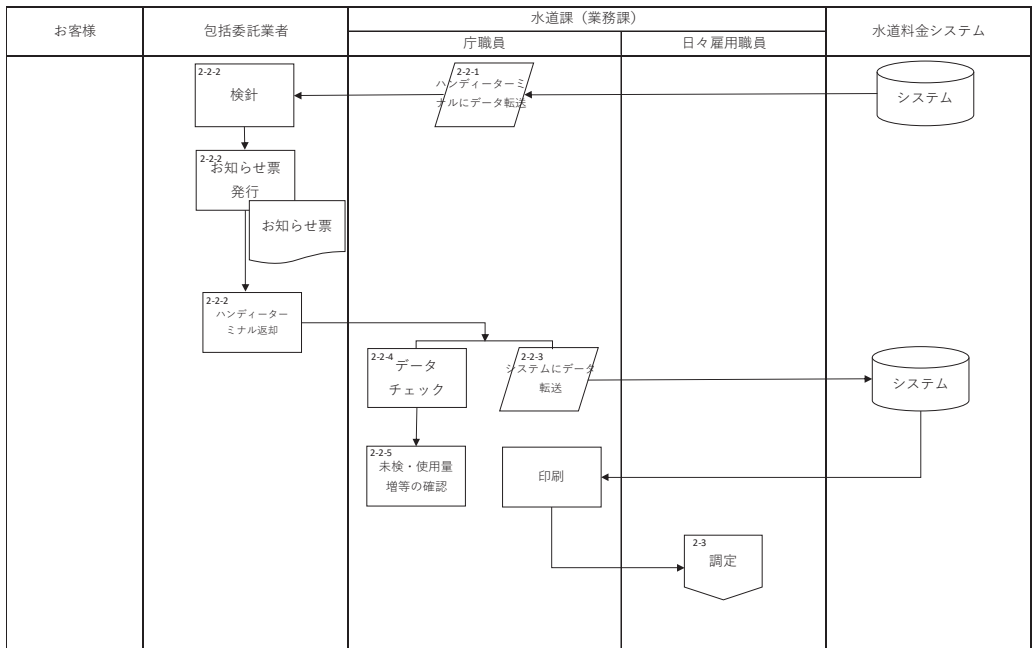 お客様
包括委託業者
水道課（業務課）
庁職員
日々雇用職員
水道料金システム
2-2-2
検針
2-2-1
ハンディーターミ
ナルにデータ転送
システム
2-2-2
お知らせ票
発行
お知らせ票
2-2-2
ハンディーター
ミナル返却
2-2-4
データ
チェック
2-2-3
システムにデータ
転送
システム
2-2-5
未検・使用量
増等の確認
印刷
2-3
調定